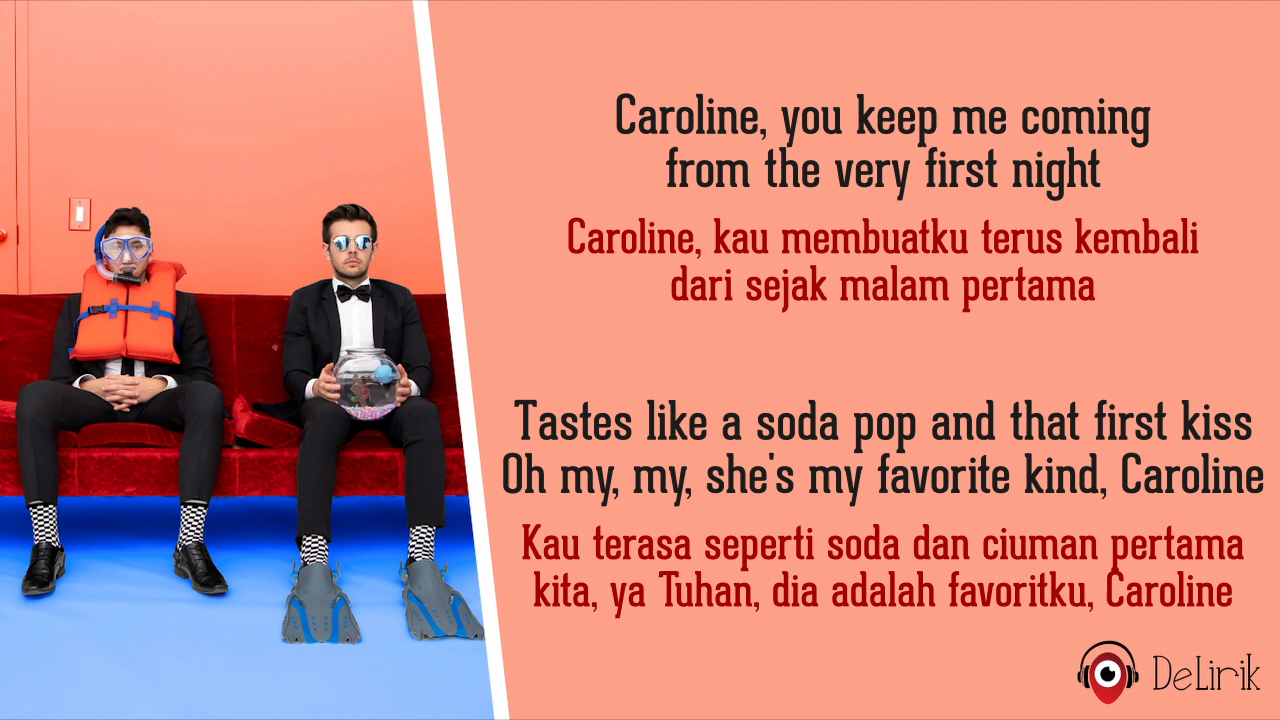 Caroline, you keep me coming
from the very first night
Caroline, kau membuatku terus kembali
dari sejak malam pertama
Tastes like a soda pop and that first kiss
Oh my, my, she's my favorite kind, Caroline
Kau terasa seperti soda dan ciuman pertama
kita, ya Tuhan, dia adalah favoritku, Caroline
DeLirik